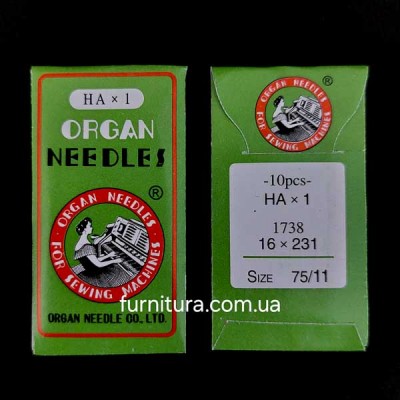 HA × 1
ORGAN
NEEDLES
®
ORGAN NEEDLES
FOR SEWING MACHINES
ORGAN NEEDLE CO., LTD.
ORGAN NEEDLES
®
FOR SEWING MACHINES
-10pcs-
HA × 1
1738
16 × 231
SIZE 75/11
furnitura.com.ua